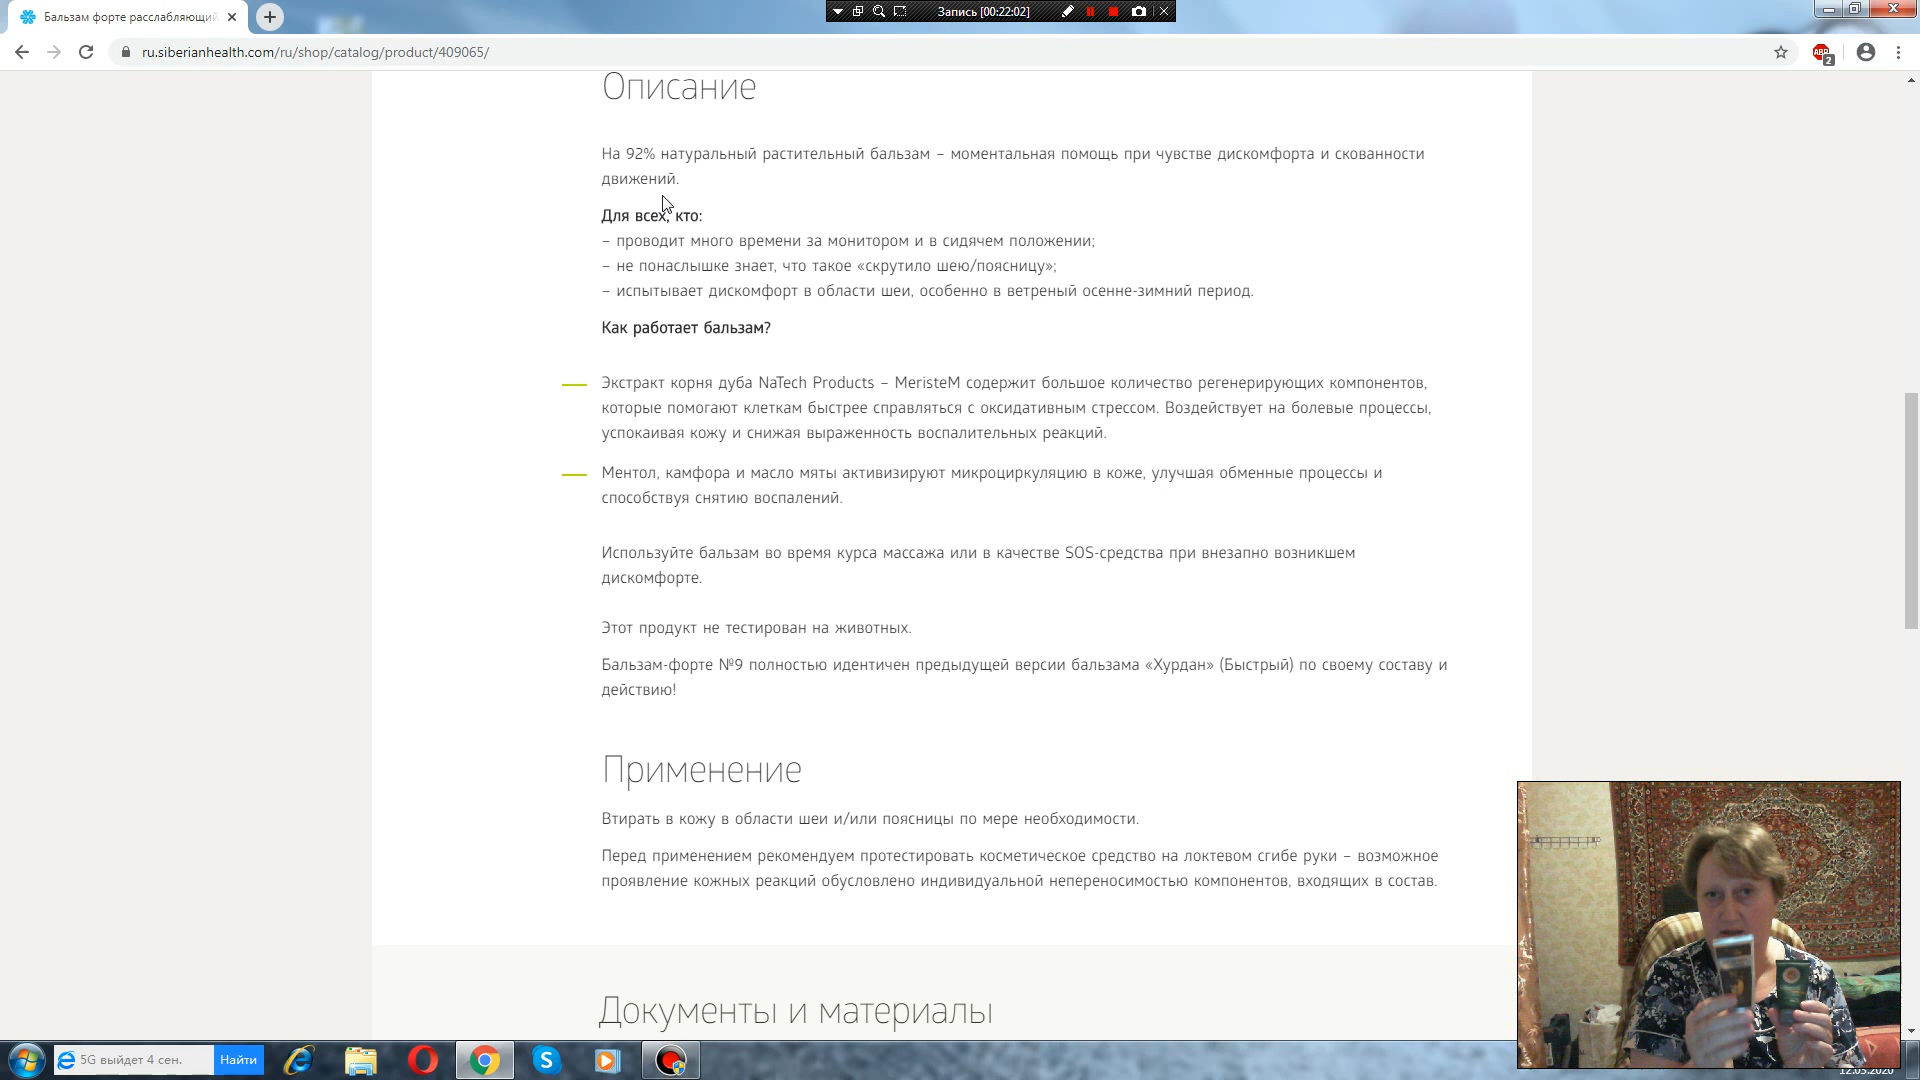 Бальзам форте расслабляющий
Запись [00:22:02]
ru.siberianhealth.com/ru/shop/catalog/product/409065/
ABP
2
Описание
На 92% натуральный растительный бальзам – моментальная помощь при чувстве дискомфорта и скованности
движений.
Для всех, кто:
– проводит много времени за монитором и в сидячем положении;
– не понаслышке знает, что такое «скрутило шею/поясницу»;
– испытывает дискомфорт в области шеи, особенно в ветреный осенне-зимний период.
Как работает бальзам?
Экстракт корня дуба NaTech Products – MeristeM содержит большое количество регенерирующих компонентов,
которые помогают клеткам быстрее справляться с оксидативным стрессом. Воздействует на болевые процессы,
успокаивая кожу и снижая выраженность воспалительных реакций.
Ментол, камфора и масло мяты активизируют микроциркуляцию в коже, улучшая обменные процессы и
способствуя снятию воспалений.
Используйте бальзам во время курса массажа или в качестве SOS-средства при внезапно возникшем
дискомфорте.
Этот продукт не тестирован на животных.
Бальзам-форте №9 полностью идентичен предыдущей версии бальзама «Хурдан» (Быстрый) по своему составу и
действию!
Применение
Втирать в кожу в области шеи и/или поясницы по мере необходимости.
Перед применением рекомендуем протестировать косметическое средство на локтевом сгибе руки – возможное
проявление кожных реакций обусловлено индивидуальной непереносимостью компонентов, входящих в состав.
Документы и материалы
5G выйдет 4 сен.
Найти
12.05.2020